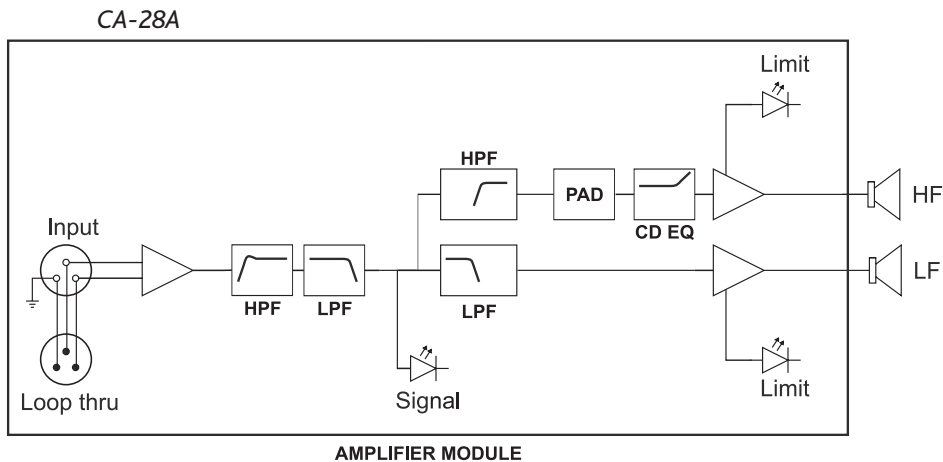 CA-28A
Limit
HPF
PAD
HF
CD EQ
Input
LF
HPF
LPF
LPF
Loop thru
Signal
Limit
AMPLIFIER MODULE